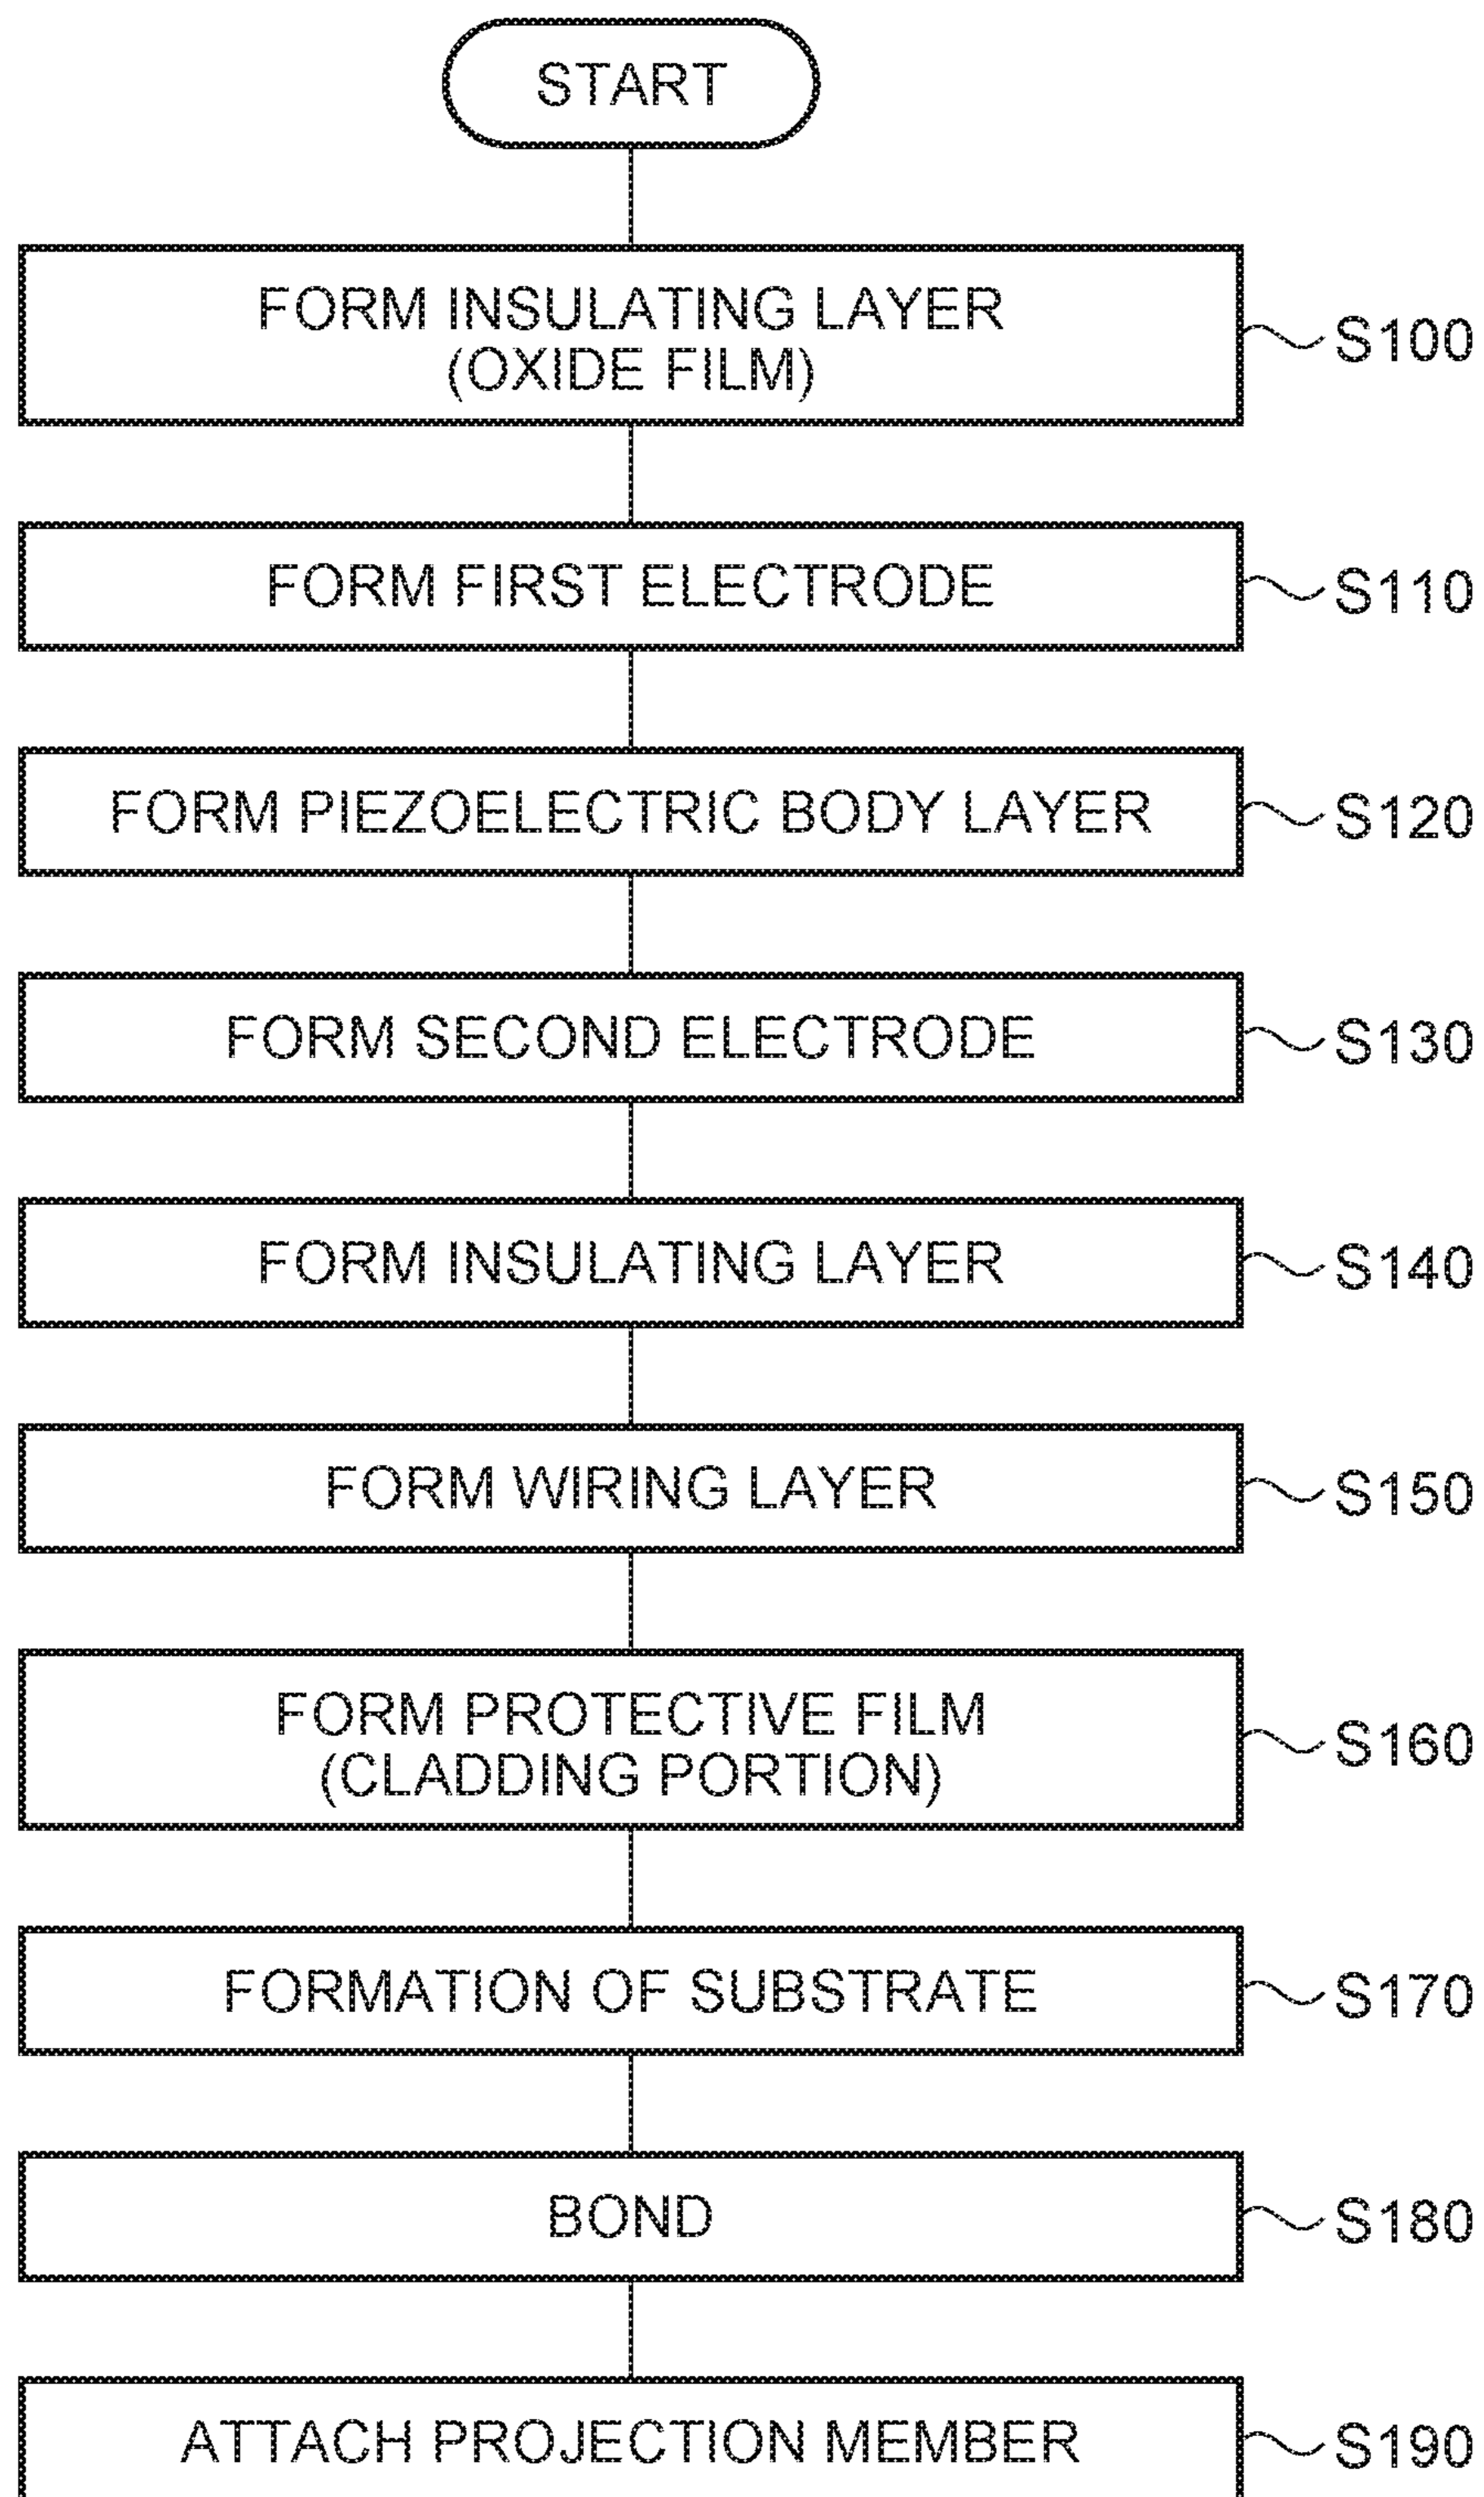 START
FORM INSULATING LAYER
(OXIDE FILM)
S100
FORM FIRST ELECTRODE
S110
FORM PIEZOELECTRIC BODY LAYER
S120
FORM SECOND ELECTRODE
S130
FORM INSULATING LAYER
S140
FORM WIRING LAYER
S150
FORM PROTECTIVE FILM
(CLADDING PORTION)
S160
FORMATION OF SUBSTRATE
S170
BOND
S180
ATTACH PROJECTION MEMBER
S190